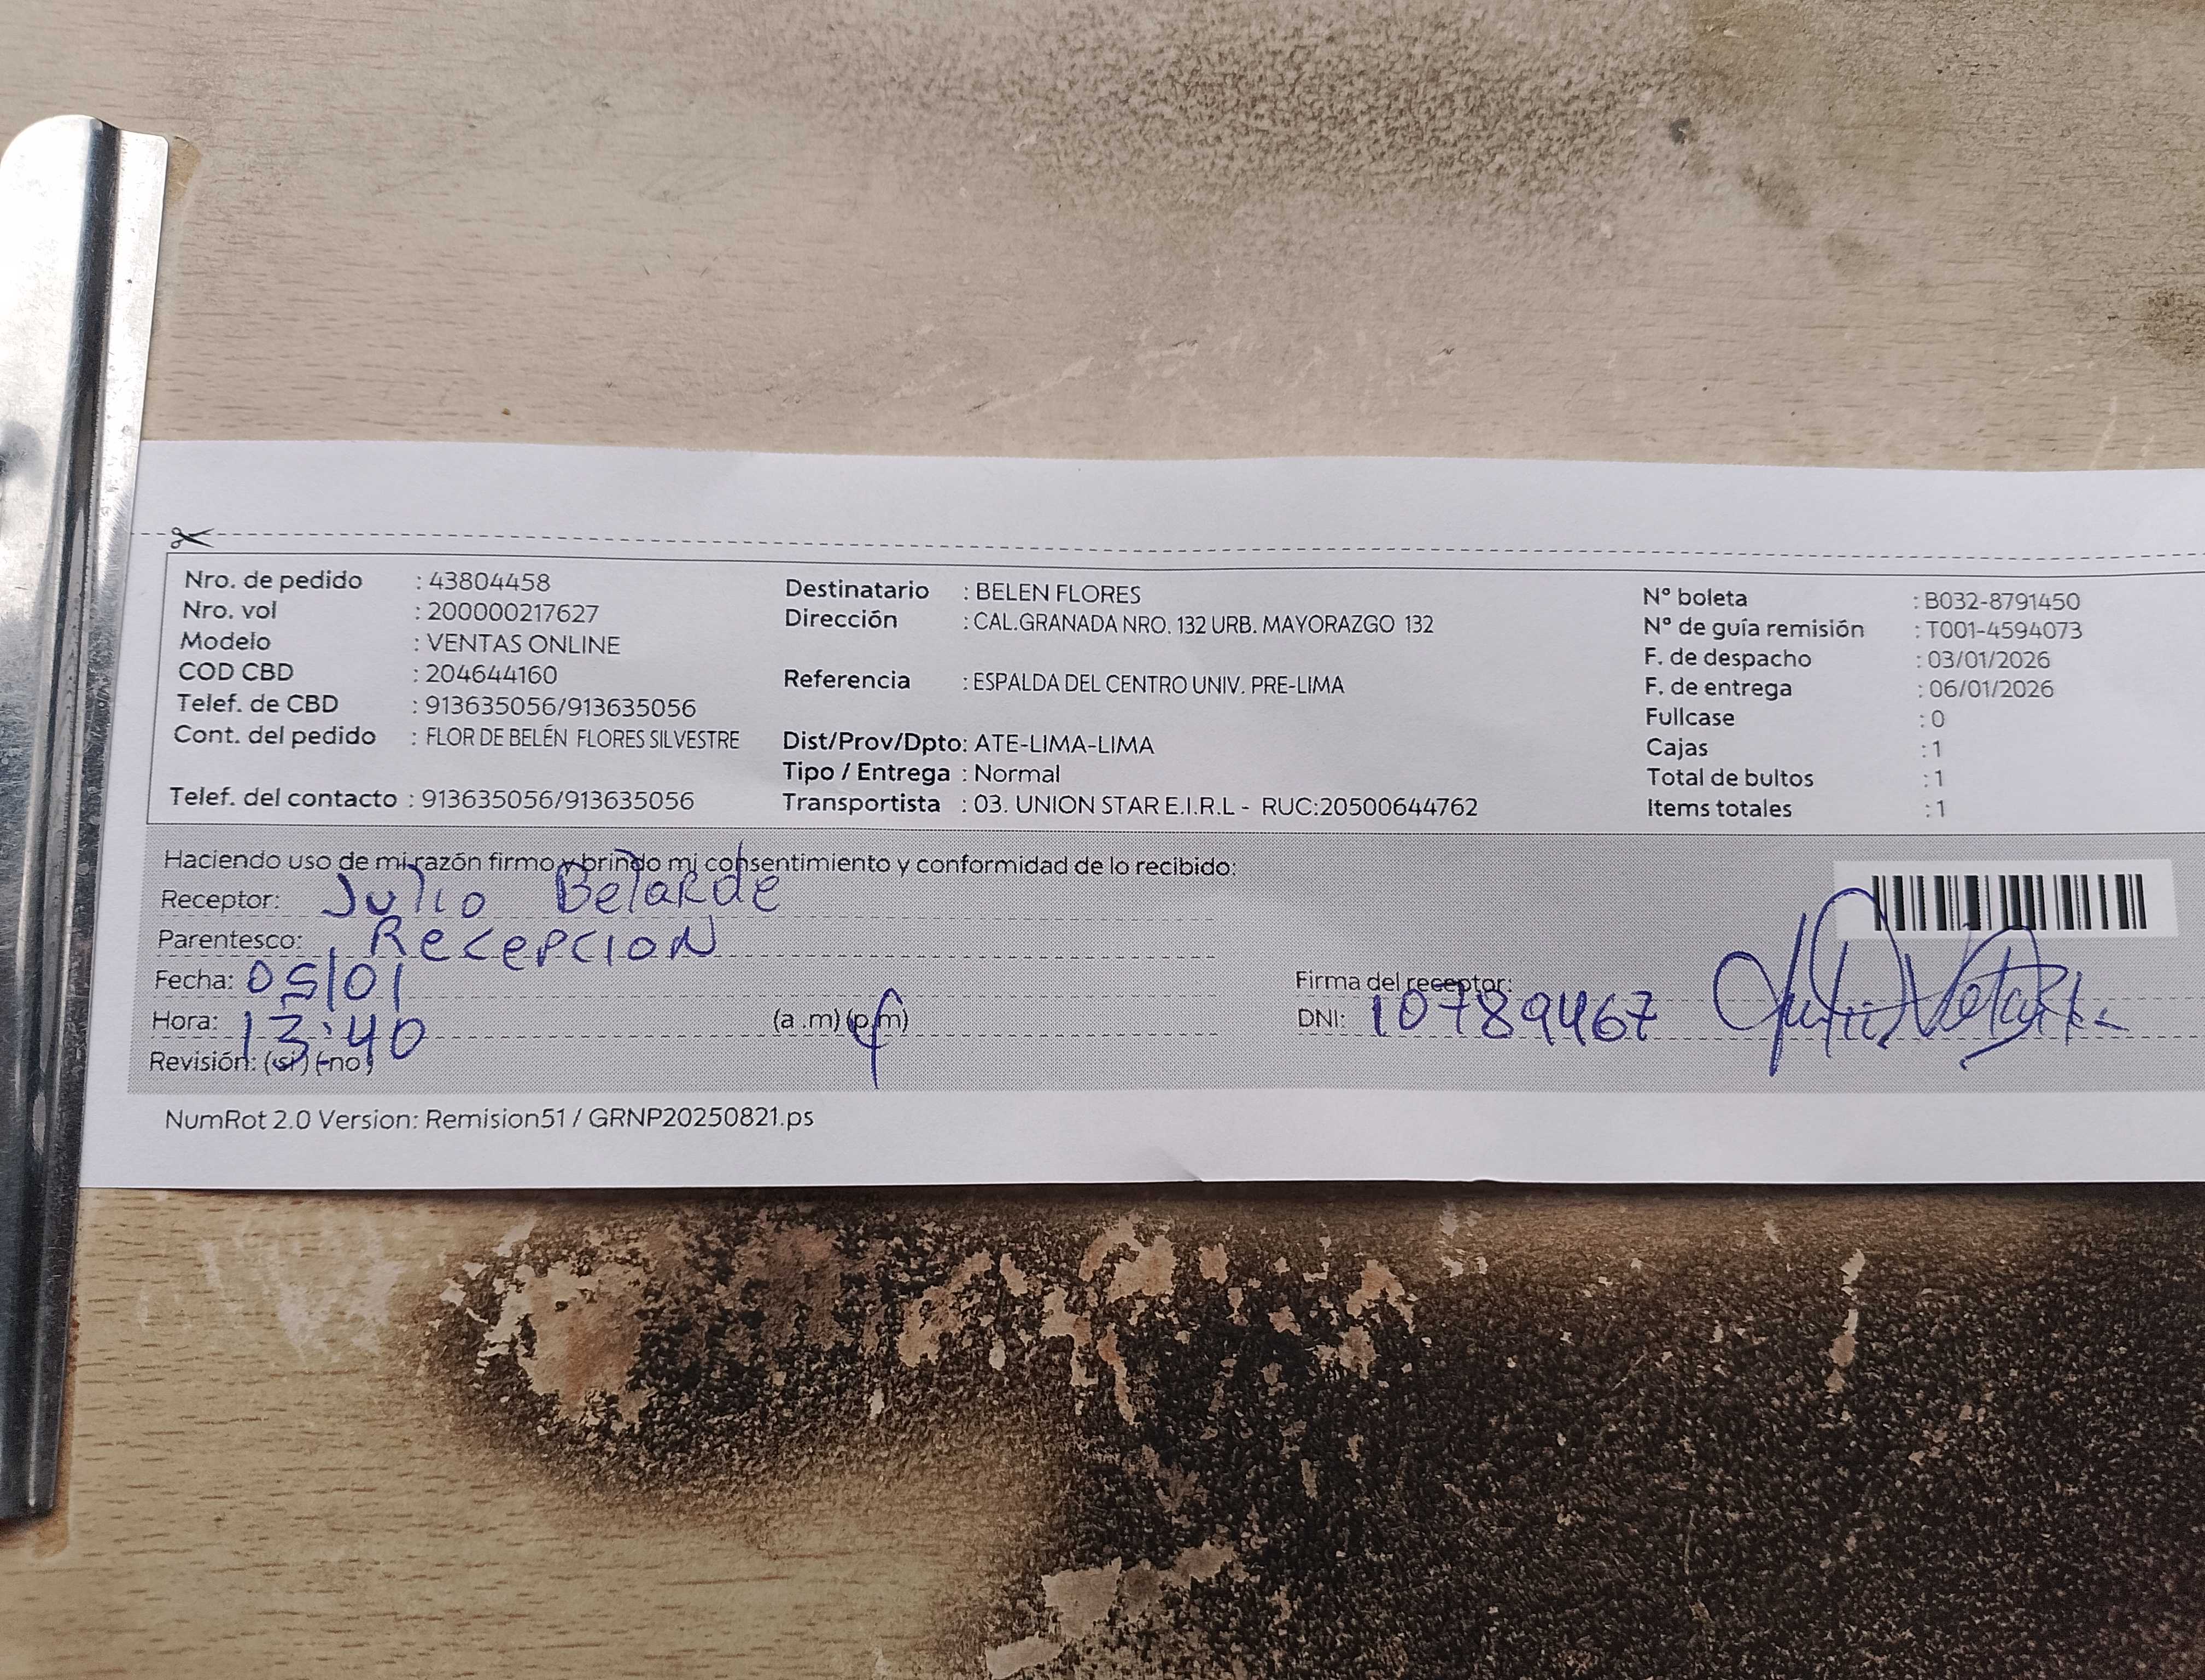 Nro. de pedido : 43804458
Nro. vol : 200000217627
Modelo : VENTAS ONLINE
COD CBD : 204644160
Telef. de CBD : 913635056/913635056
Cont. del pedido : FLOR DE BELÉN FLORES SILVESTRE
Telef. del contacto : 913635056/913635056
Destinatario : BELEN FLORES
Dirección : CAL.GRANADA NRO. 132 URB. MAYORAZGO 132
Referencia : ESPALDA DEL CENTRO UNIV. PRE-LIMA
Dist/Prov/Dpto: ATE-LIMA-LIMA
Tipo / Entrega : Normal
Transportista : 03. UNION STAR E.I.R.L - RUC:20500644762
N° boleta : B032-8791450
N° de guía remisión : T001-4594073
F. de despacho : 03/01/2026
F. de entrega : 06/01/2026
Fullcase : 0
Cajas : 1
Total de bultos : 1
Items totales : 1
Haciendo uso de mi razón firmo y brindo mi consentimiento y conformidad de lo recibido:
Receptor: Julio Belarde
Parentesco: RecepcioN
Fecha: 05/01
Hora: 13:40 (a .m) (p.m)
Revisión: (si) (no)
Firma del receptor:
DNI: 10789467
NumRot 2.0 Version: Remision51 / GRNP20250821.ps